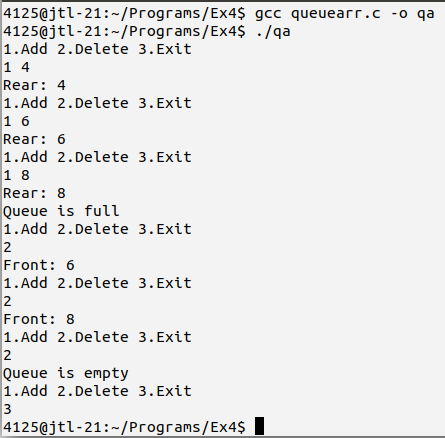 4125@jtl-21:~/Programs/Ex4$ gcc queuearr.c -o qa
4125@jtl-21:~/Programs/Ex4$ ./qa
1.Add 2.Delete 3.Exit
1 4
Rear: 4
1.Add 2.Delete 3.Exit
1 6
Rear: 6
1.Add 2.Delete 3.Exit
1 8
Rear: 8
Queue is full
1.Add 2.Delete 3.Exit
2
Front: 6
1.Add 2.Delete 3.Exit
2
Front: 8
1.Add 2.Delete 3.Exit
2
Queue is empty
1.Add 2.Delete 3.Exit
3
4125@jtl-21:~/Programs/Ex4$